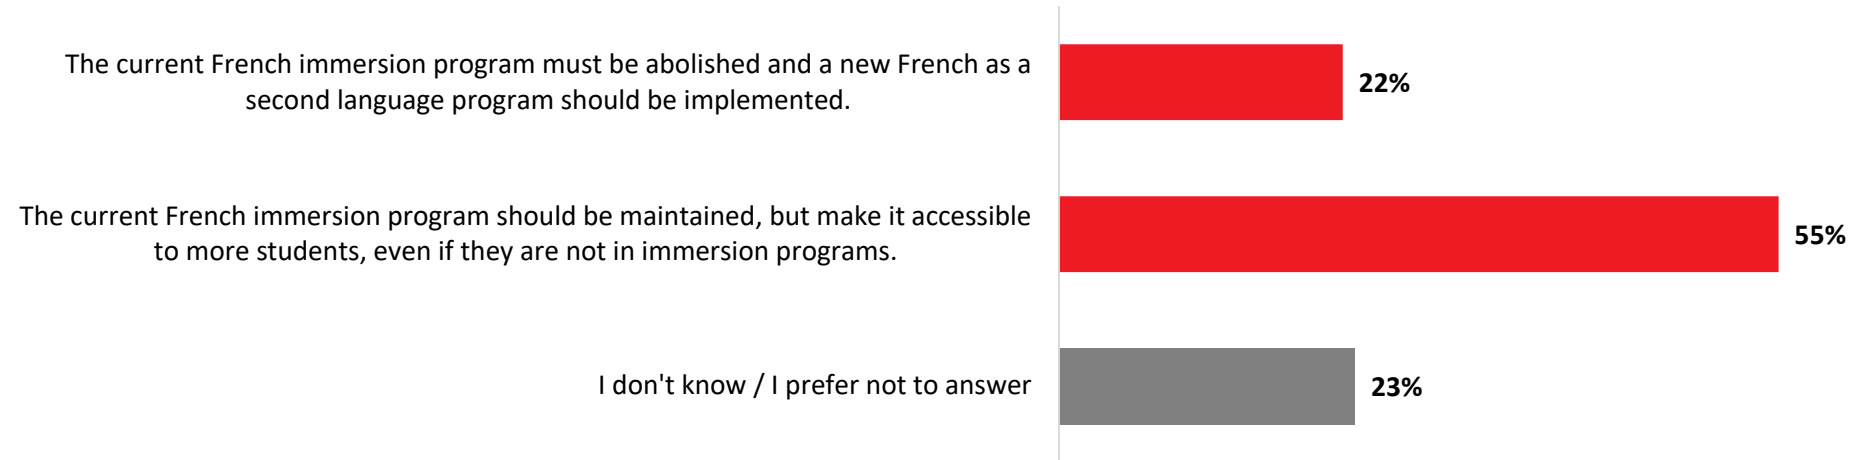 The current French immersion program must be abolished and a new French as a
second language program should be implemented.
22%
The current French immersion program should be maintained, but make it accessible
to more students, even if they are not in immersion programs.
55%
I don't know / I prefer not to answer
23%